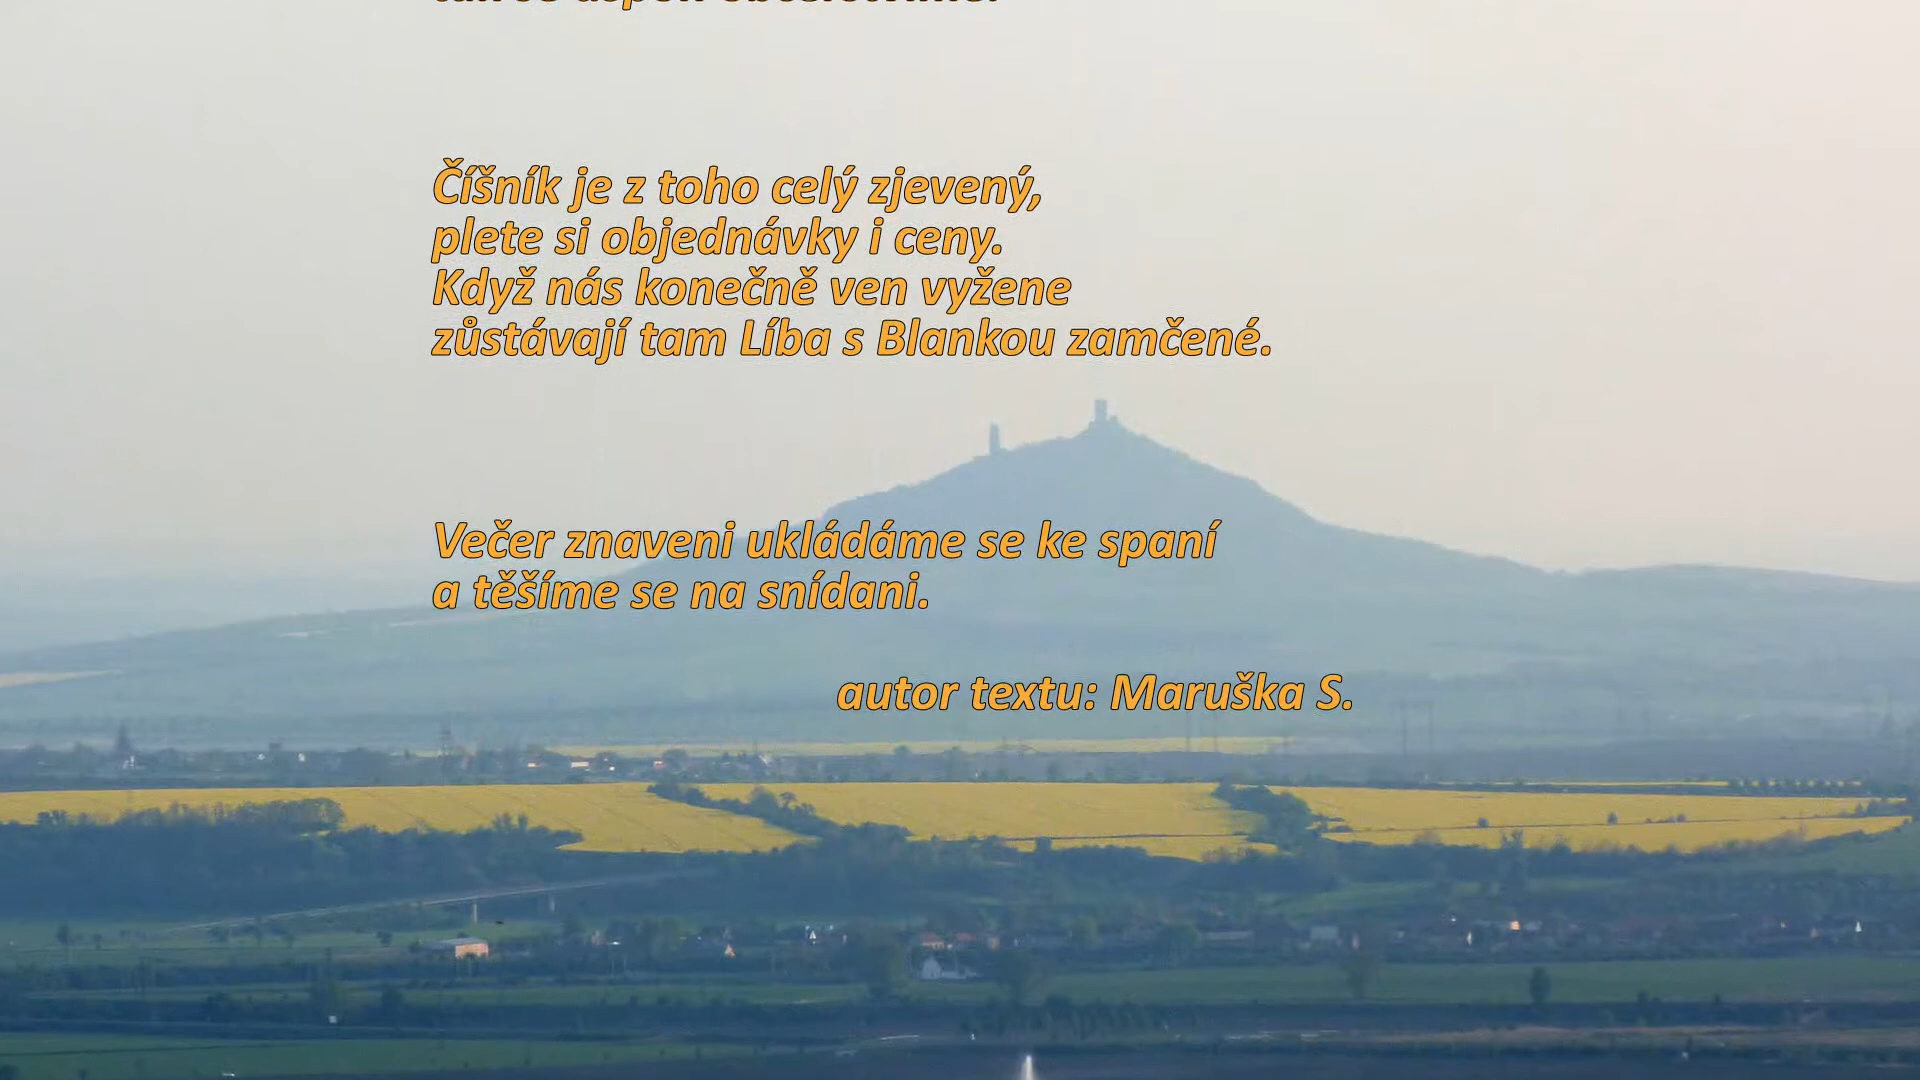 Číšník je z toho celý zjevený,
plete si objednávky i ceny.
Když nás konečně ven vyžene
zůstávají tam Líba s Blankou zamčené.
Večer znaveni ukládáme se ke spaní
a těšíme se na snídani.
autor textu: Maruška S.